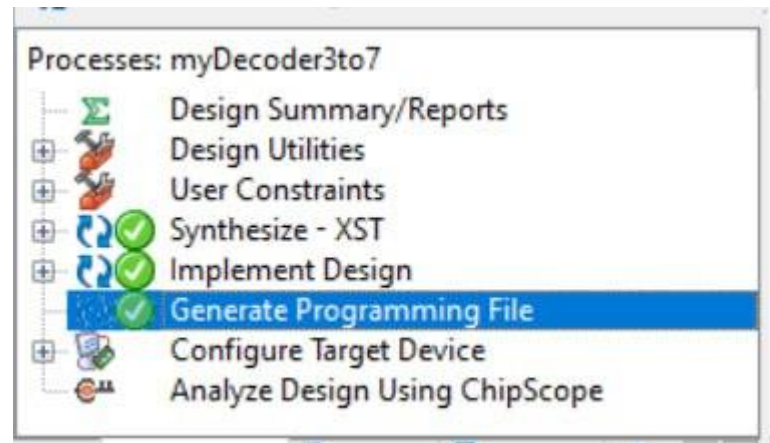 Processes: myDecoder3to7
Design Summary/Reports
Design Utilities
User Constraints
Synthesize - XST
Implement Design
Generate Programming File
Configure Target Device
Analyze Design Using ChipScope